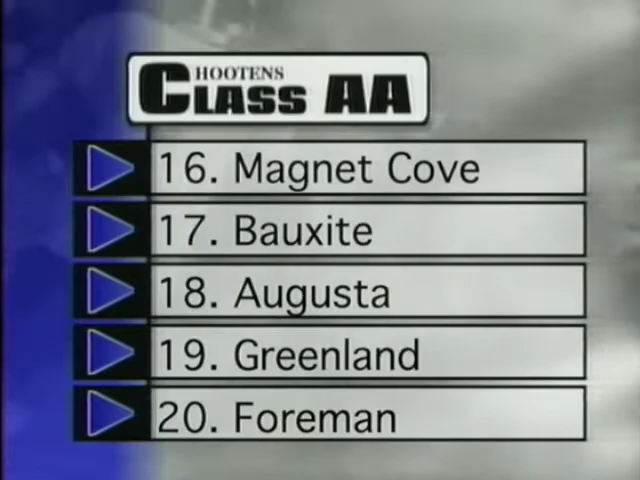 HOOTENS
CLASS AA
16. Magnet Cove
17. Bauxite
18. Augusta
19. Greenland
20. Foreman